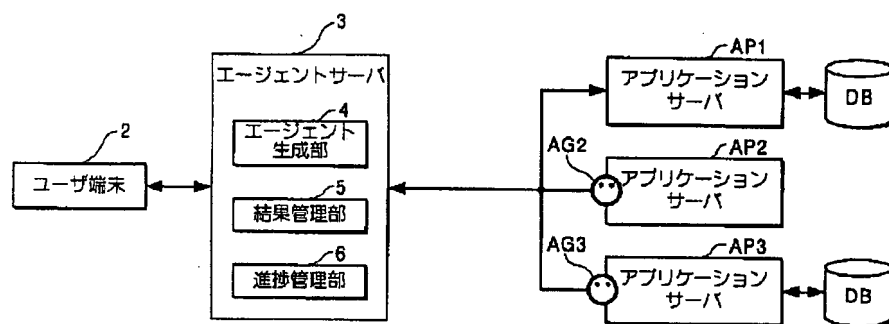 3
エージェントサーバ
4
エージェント
生成部
5
結果管理部
6
進捗管理部
2
ユーザ端末
AP1
アプリケーション
サーバ
DB
AG2
AP2
アプリケーション
サーバ
AG3
AP3
アプリケーション
サーバ
DB